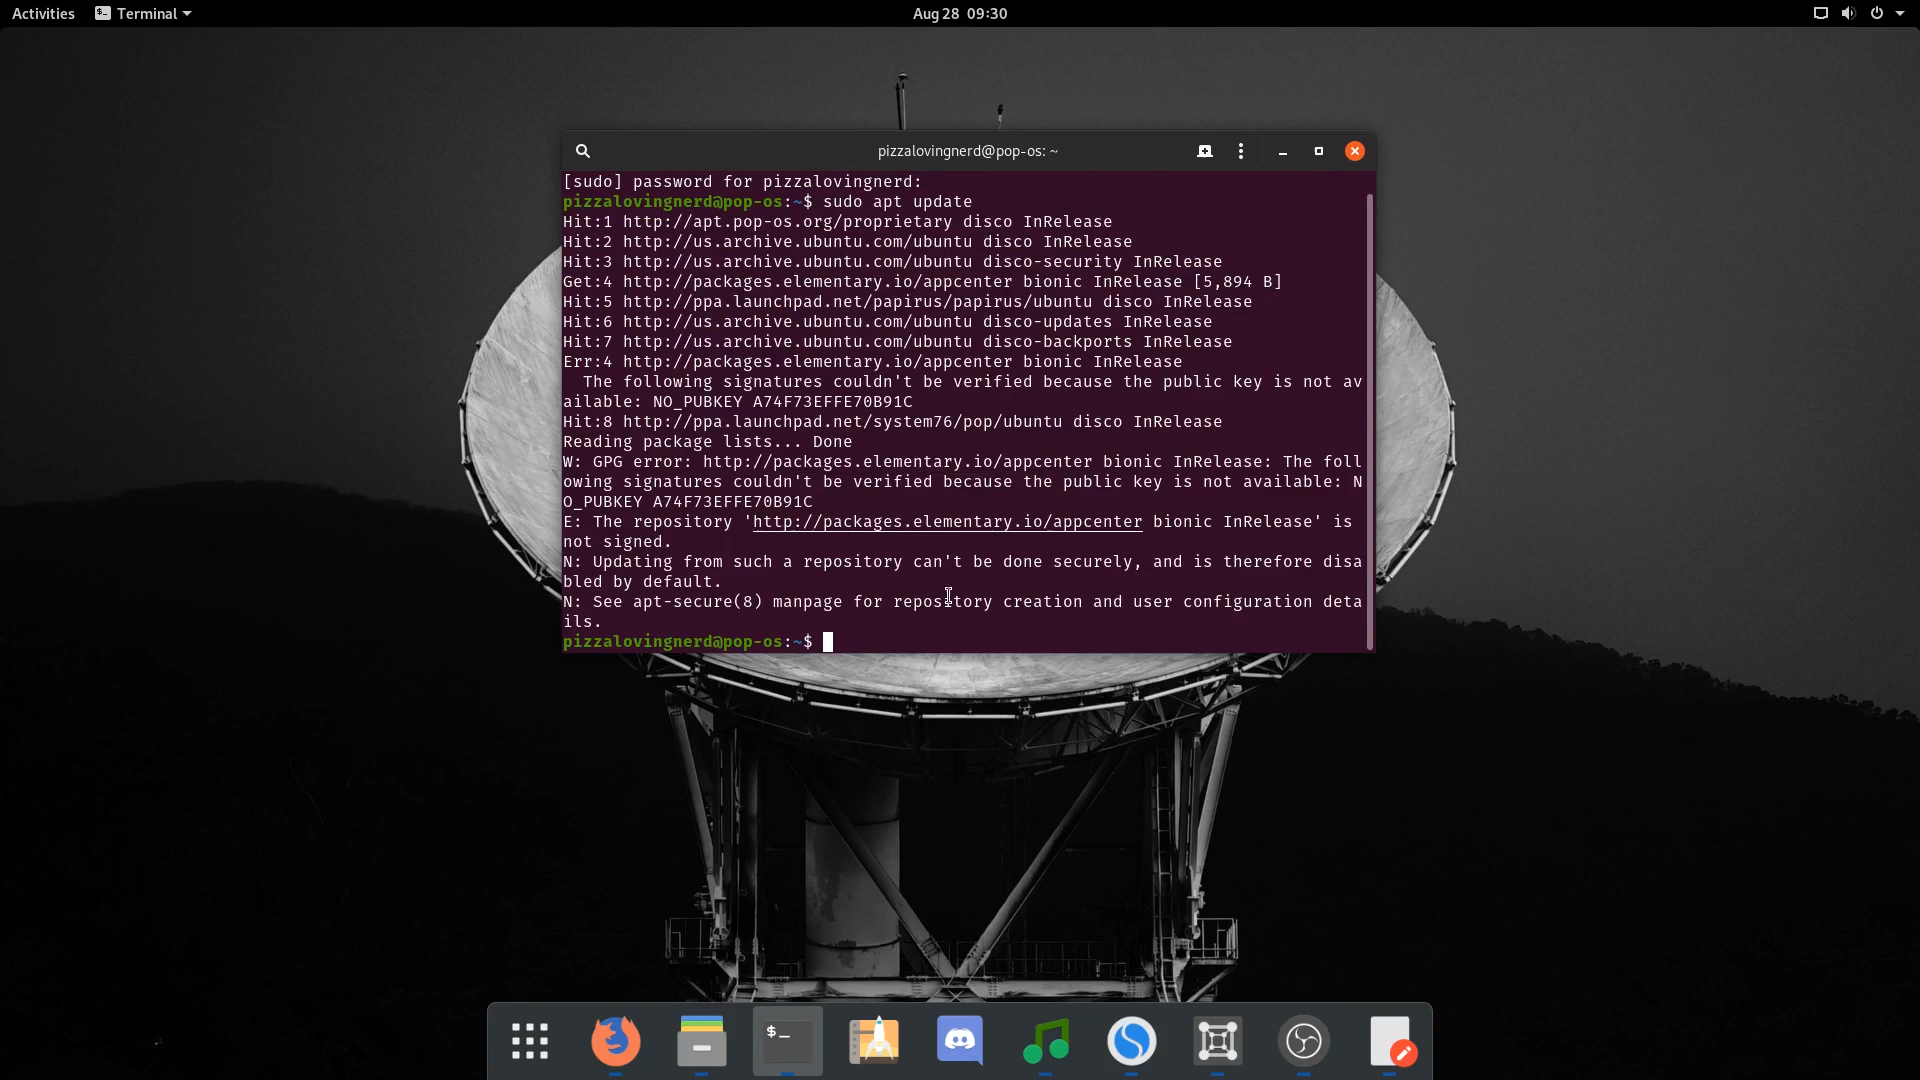 Activities Terminal Aug 28 09:30
pizzalovingnerd@pop-os: ~
[sudo] password for pizzalovingnerd:
pizzalovingnerd@pop-os:~$ sudo apt update
Hit:1 http://apt.pop-os.org/proprietary disco InRelease
Hit:2 http://us.archive.ubuntu.com/ubuntu disco InRelease
Hit:3 http://us.archive.ubuntu.com/ubuntu disco-security InRelease
Get:4 http://packages.elementary.io/appcenter bionic InRelease [5,894 B]
Hit:5 http://ppa.launchpad.net/papirus/papirus/ubuntu disco InRelease
Hit:6 http://us.archive.ubuntu.com/ubuntu disco-updates InRelease
Hit:7 http://us.archive.ubuntu.com/ubuntu disco-backports InRelease
Err:4 http://packages.elementary.io/appcenter bionic InRelease
  The following signatures couldn't be verified because the public key is not av
ailable: NO_PUBKEY A74F73EFFE70B91C
Hit:8 http://ppa.launchpad.net/system76/pop/ubuntu disco InRelease
Reading package lists... Done
W: GPG error: http://packages.elementary.io/appcenter bionic InRelease: The foll
owing signatures couldn't be verified because the public key is not available: N
O_PUBKEY A74F73EFFE70B91C
E: The repository 'http://packages.elementary.io/appcenter bionic InRelease' is
not signed.
N: Updating from such a repository can't be done securely, and is therefore disa
bled by default.
N: See apt-secure(8) manpage for repository creation and user configuration deta
ils.
pizzalovingnerd@pop-os:~$
$_